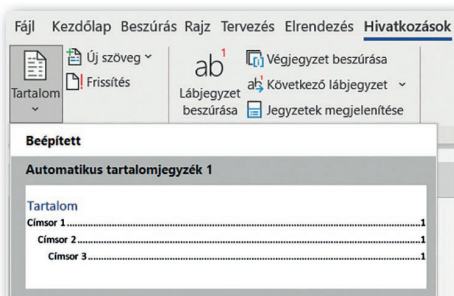 Fájl Kezdőlap Beszúrás Rajz Tervezés Elrendezés Hivatkozások
Tartalom
Új szöveg
Frissítés
ab1
Lábjegyzet
beszúrása
Végjegyzet beszúrása
Következő lábjegyzet
Jegyzetek megjelenítése
Beépített
Automatikus tartalomjegyzék 1
Tartalom
Címsor 1........................................................1
Címsor 2........................................................1
Címsor 3........................................................1